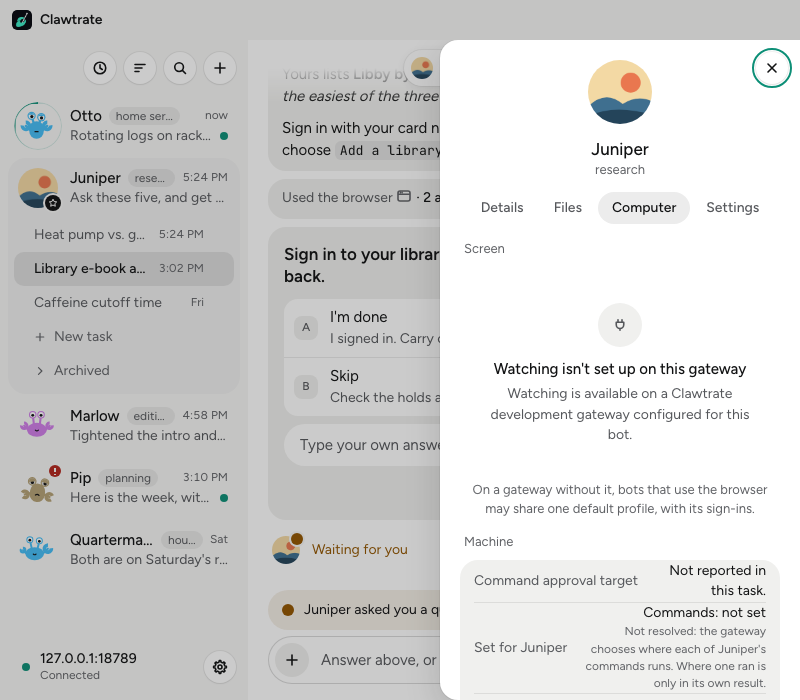 Clawtrate
Otto home ser... now
Rotating logs on rack...
Juniper rese... 5:24 PM
Ask these five, and get ...
Heat pump vs. g... 5:24 PM
Library e-book a... 3:02 PM
Caffeine cutoff time Fri
+ New task
> Archived
Marlow editi... 4:58 PM
Tightened the intro and...
Pip planning 3:10 PM
Here is the week, wit...
Quarterma... hou... Sat
Both are on Saturday's r...
127.0.0.1:18789
Connected
Yours lists Libby by
the easiest of the three
Sign in with your card n
choose Add a library
Used the browser · 2 a
Sign in to your librar
back.
A I'm done
I signed in. Carry o
B Skip
Check the holds a
Type your own answe
Waiting for you
Juniper asked you a q
Answer above, or
Juniper
research
Details Files Computer Settings
Screen
Watching isn't set up on this gateway
Watching is available on a Clawtrate
development gateway configured for this
bot.
On a gateway without it, bots that use the browser
may share one default profile, with its sign-ins.
Machine
Command approval target Not reported in
this task.
Set for Juniper Commands: not set
Not resolved: the gateway
chooses where each of Juniper's
commands runs. Where one ran is
only in its own result.